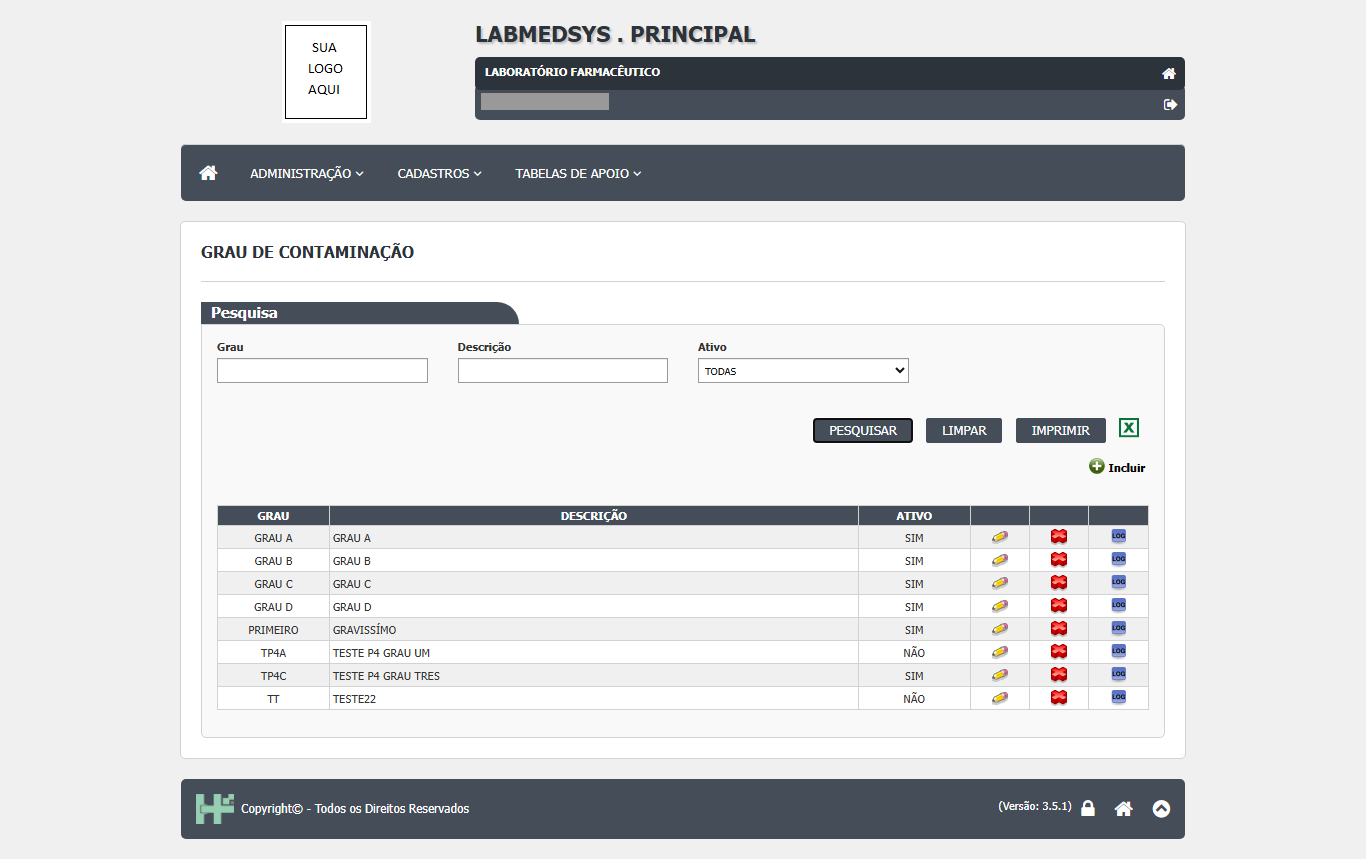 SUA
LOGO
AQUI
LABMEDSYS . PRINCIPAL
LABORATÓRIO FARMACÊUTICO
ADMINISTRAÇÃO CADASTROS TABELAS DE APOIO
GRAU DE CONTAMINAÇÃO
Pesquisa
Grau Descrição Ativo
TODAS
PESQUISAR LIMPAR IMPRIMIR X
Incluir
GRAU DESCRIÇÃO ATIVO
GRAU A GRAU A SIM LOG
GRAU B GRAU B SIM LOG
GRAU C GRAU C SIM LOG
GRAU D GRAU D SIM LOG
PRIMEIRO GRAVISSÍMO SIM LOG
TP4A TESTE P4 GRAU UM NÃO LOG
TP4C TESTE P4 GRAU TRES SIM LOG
TT TESTE22 NÃO LOG
Copyright© - Todos os Direitos Reservados (Versão: 3.5.1)